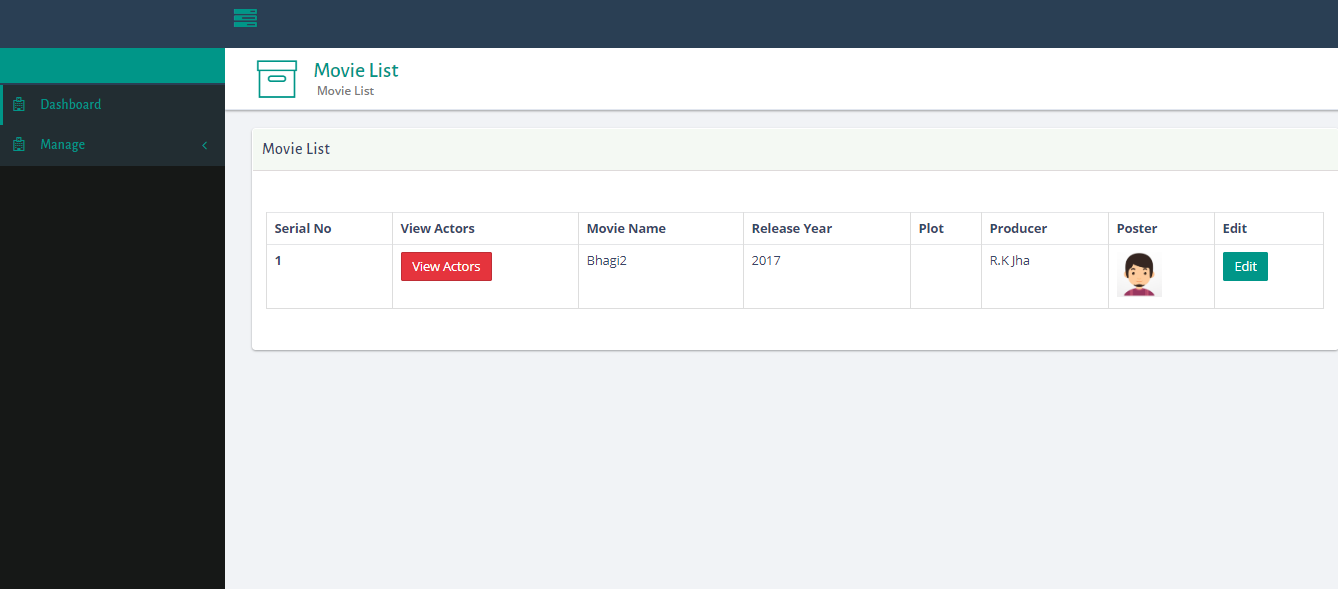 Movie List
Movie List
Dashboard
Manage
Movie List
Serial No View Actors Movie Name Release Year Plot Producer Poster Edit
1 View Actors Bhagi2 2017 R.K Jha Edit